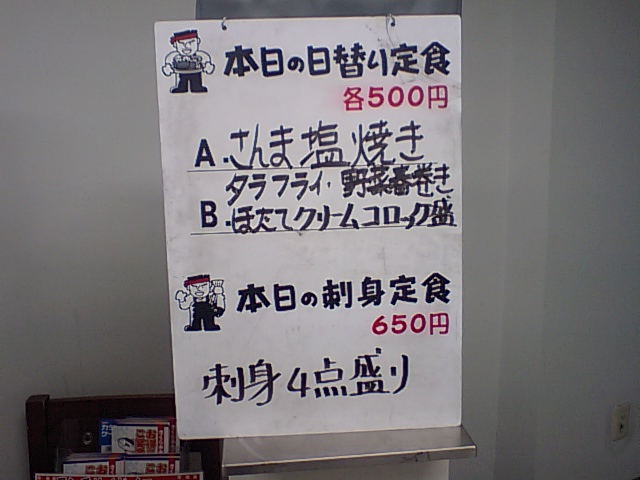 本日の日替り定食
各500円
A.さんま塩焼き
タラフライ・野菜春巻き
B.ほたてクリームコロッケ盛
本日の刺身定食
650円
刺身4点盛り